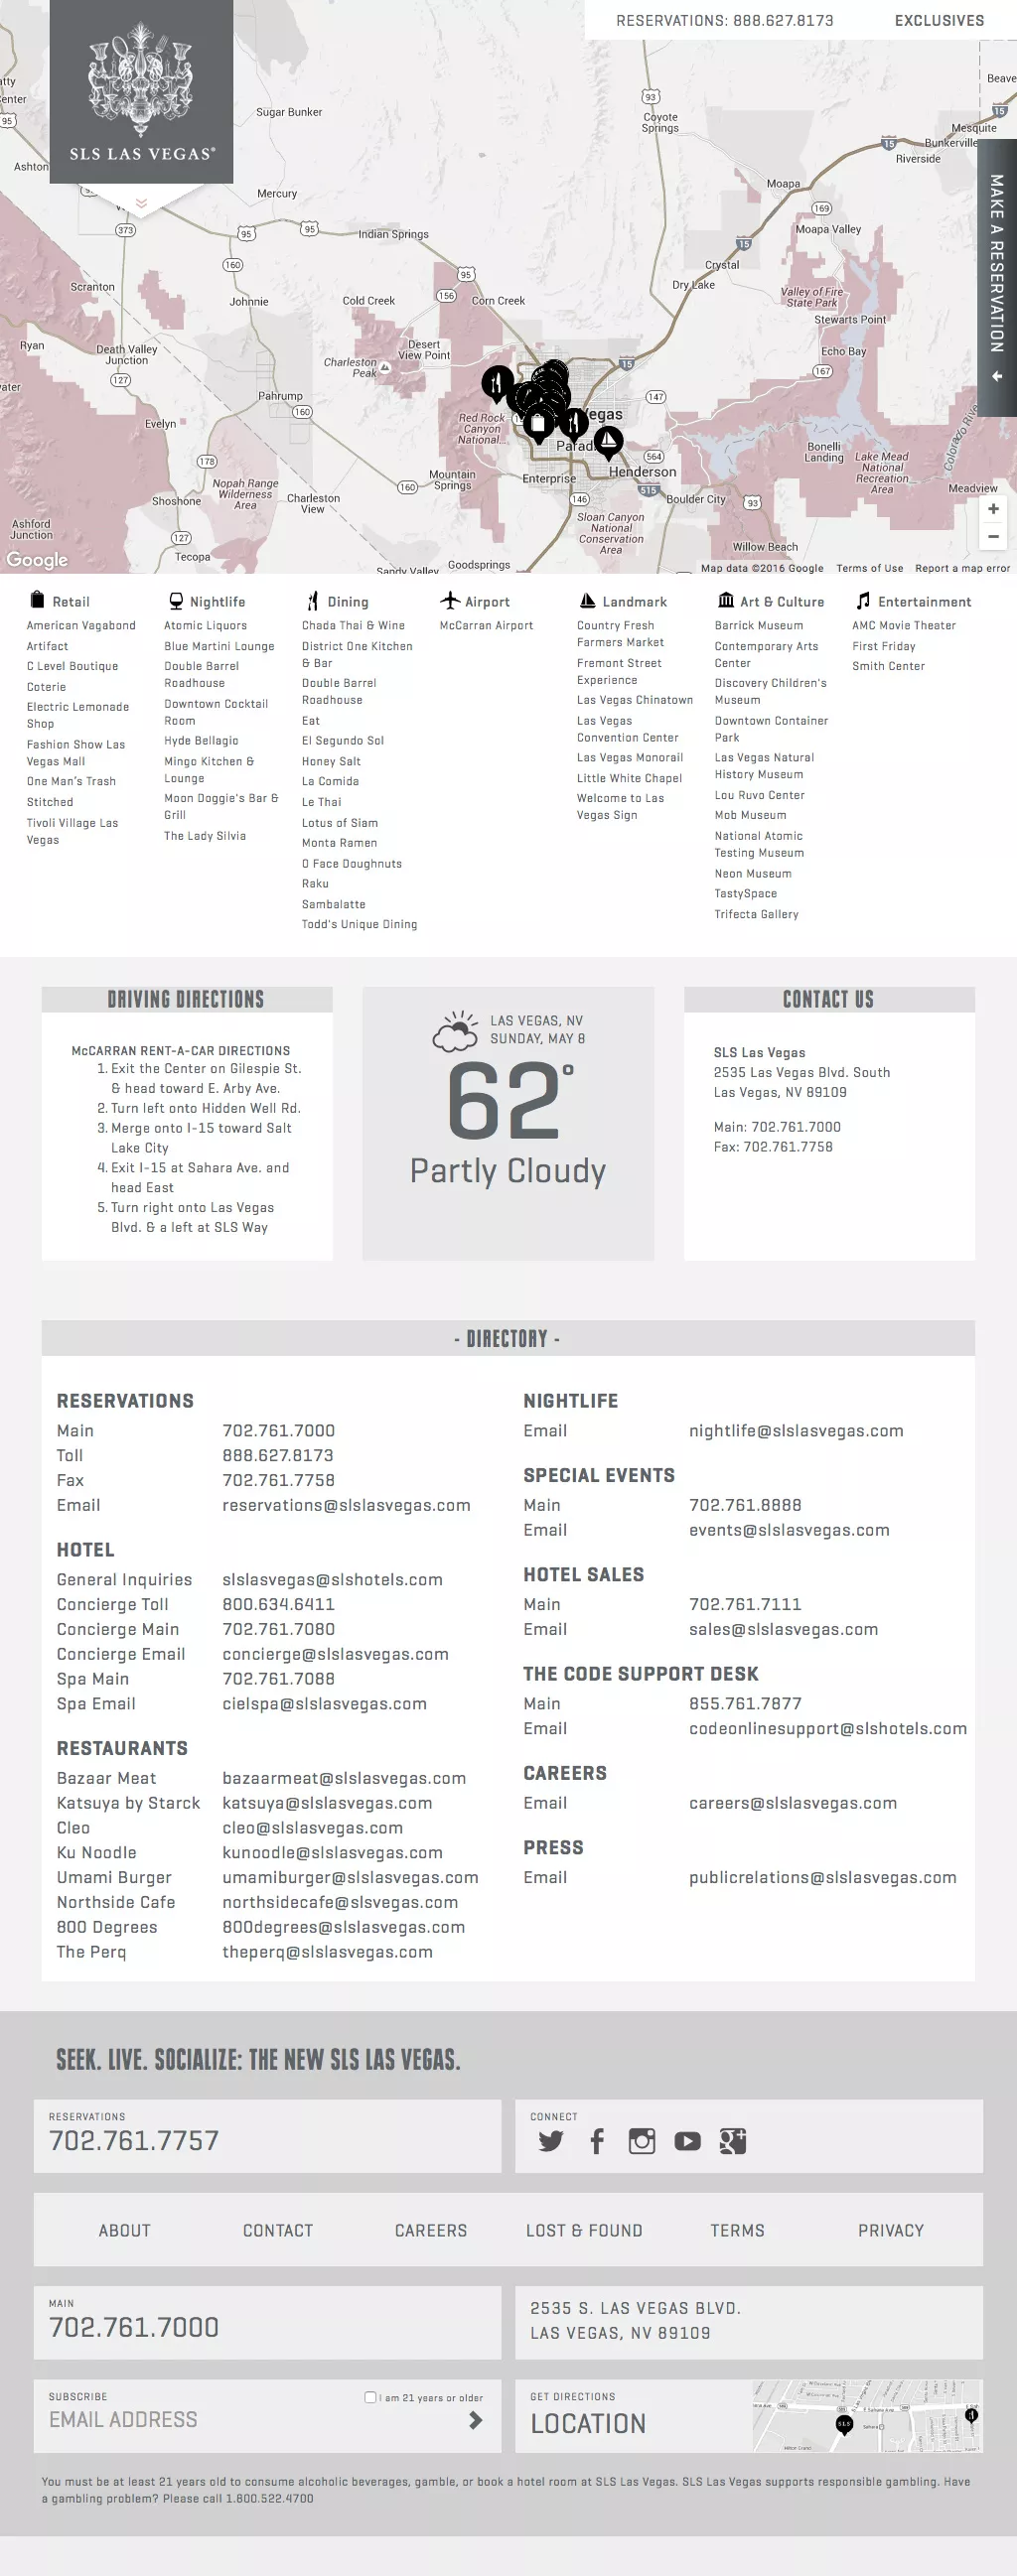 RESERVATIONS: 888.627.8173
EXCLUSIVES
SLS LAS VEGAS®
MAKE A RESERVATION
Sugar Bunker
93
Coyote
Springs
Beave
15
Mesquite
Bunkerville
Riverside
15
95
Ashton
Mercury
Moapa
169
Moapa Valley
373
95
95
Indian Springs
15
160
95
Crystal
Scranton
156
Dry Lake
Valley of Fire
State Park
Johnnie
Cold Creek
Corn Creek
Stewarts Point
Ryan
Death Valley
Junction
Desert
View Point
Charleston
Peak
15
Echo Bay
167
127
Pahrump
160
147
Evelyn
Red Rock
Canyon
National...
Vegas
Parad
Bonelli
Landing
Lake Mead
National
Recreation
Area
Colorado Rive
178
564
Henderson
Nopah Range
Wilderness
Area
Mountain
Springs
Enterprise
515
Meadview
Shoshone
Charleston
View
160
146
Boulder City
93
Ashford
Junction
Sloan Canyon
National
Conservation
Area
127
Tecopa
Willow Beach
Goodsprings
Sandy Valley
Google
+
−
Map data ©2016 Google
Terms of Use
Report a map error
Retail
American Vagabond
Artifact
C Level Boutique
Coterie
Electric Lemonade
Shop
Fashion Show Las
Vegas Mall
One Man's Trash
Stitched
Tivoli Village Las
Vegas
Nightlife
Atomic Liquors
Blue Martini Lounge
Double Barrel
Roadhouse
Downtown Cocktail
Room
Hyde Bellagio
Mingo Kitchen &
Lounge
Moon Doggie's Bar &
Grill
The Lady Silvia
Dining
Chada Thai & Wine
District One Kitchen
& Bar
Double Barrel
Roadhouse
Eat
El Segundo Sol
Honey Salt
La Comida
Le Thai
Lotus of Siam
Monta Ramen
O Face Doughnuts
Raku
Sambalatte
Todd's Unique Dining
Airport
McCarran Airport
Landmark
Country Fresh
Farmers Market
Fremont Street
Experience
Las Vegas Chinatown
Las Vegas
Convention Center
Las Vegas Monorail
Little White Chapel
Welcome to Las
Vegas Sign
Art & Culture
Barrick Museum
Contemporary Arts
Center
Discovery Children's
Museum
Downtown Container
Park
Las Vegas Natural
History Museum
Lou Ruvo Center
Mob Museum
National Atomic
Testing Museum
Neon Museum
TastySpace
Trifecta Gallery
Entertainment
AMC Movie Theater
First Friday
Smith Center
DRIVING DIRECTIONS
McCARRAN RENT-A-CAR DIRECTIONS
1. Exit the Center on Gilespie St.
& head toward E. Arby Ave.
2. Turn left onto Hidden Well Rd.
3. Merge onto I-15 toward Salt
Lake City
4. Exit I-15 at Sahara Ave. and
head East
5. Turn right onto Las Vegas
Blvd. & a left at SLS Way
LAS VEGAS, NV
SUNDAY, MAY 8
62°
Partly Cloudy
CONTACT US
SLS Las Vegas
2535 Las Vegas Blvd. South
Las Vegas, NV 89109
Main: 702.761.7000
Fax: 702.761.7758
- DIRECTORY -
RESERVATIONS
Main 702.761.7000
Toll 888.627.8173
Fax 702.761.7758
Email reservations@slslasvegas.com
HOTEL
General Inquiries slslasvegas@slshotels.com
Concierge Toll 800.634.6411
Concierge Main 702.761.7080
Concierge Email concierge@slslasvegas.com
Spa Main 702.761.7088
Spa Email cielspa@slslasvegas.com
RESTAURANTS
Bazaar Meat bazaarmeat@slslasvegas.com
Katsuya by Starck katsuya@slslasvegas.com
Cleo cleo@slslasvegas.com
Ku Noodle kunoodle@slslasvegas.com
Umami Burger umamiburger@slslasvegas.com
Northside Cafe northsidecafe@slsvegas.com
800 Degrees 800degrees@slslasvegas.com
The Perq theperq@slslasvegas.com
NIGHTLIFE
Email nightlife@slslasvegas.com
SPECIAL EVENTS
Main 702.761.8888
Email events@slslasvegas.com
HOTEL SALES
Main 702.761.7111
Email sales@slslasvegas.com
THE CODE SUPPORT DESK
Main 855.761.7877
Email codeonlinesupport@slshotels.com
CAREERS
Email careers@slslasvegas.com
PRESS
Email publicrelations@slslasvegas.com
SEEK. LIVE. SOCIALIZE: THE NEW SLS LAS VEGAS.
RESERVATIONS
702.761.7757
CONNECT
ABOUT
CONTACT
CAREERS
LOST & FOUND
TERMS
PRIVACY
MAIN
702.761.7000
2535 S. LAS VEGAS BLVD.
LAS VEGAS, NV 89109
SUBSCRIBE
I am 21 years or older
EMAIL ADDRESS
GET DIRECTIONS
LOCATION
SLS
You must be at least 21 years old to consume alcoholic beverages, gamble, or book a hotel room at SLS Las Vegas. SLS Las Vegas supports responsible gambling. Have
a gambling problem? Please call 1.800.522.4700